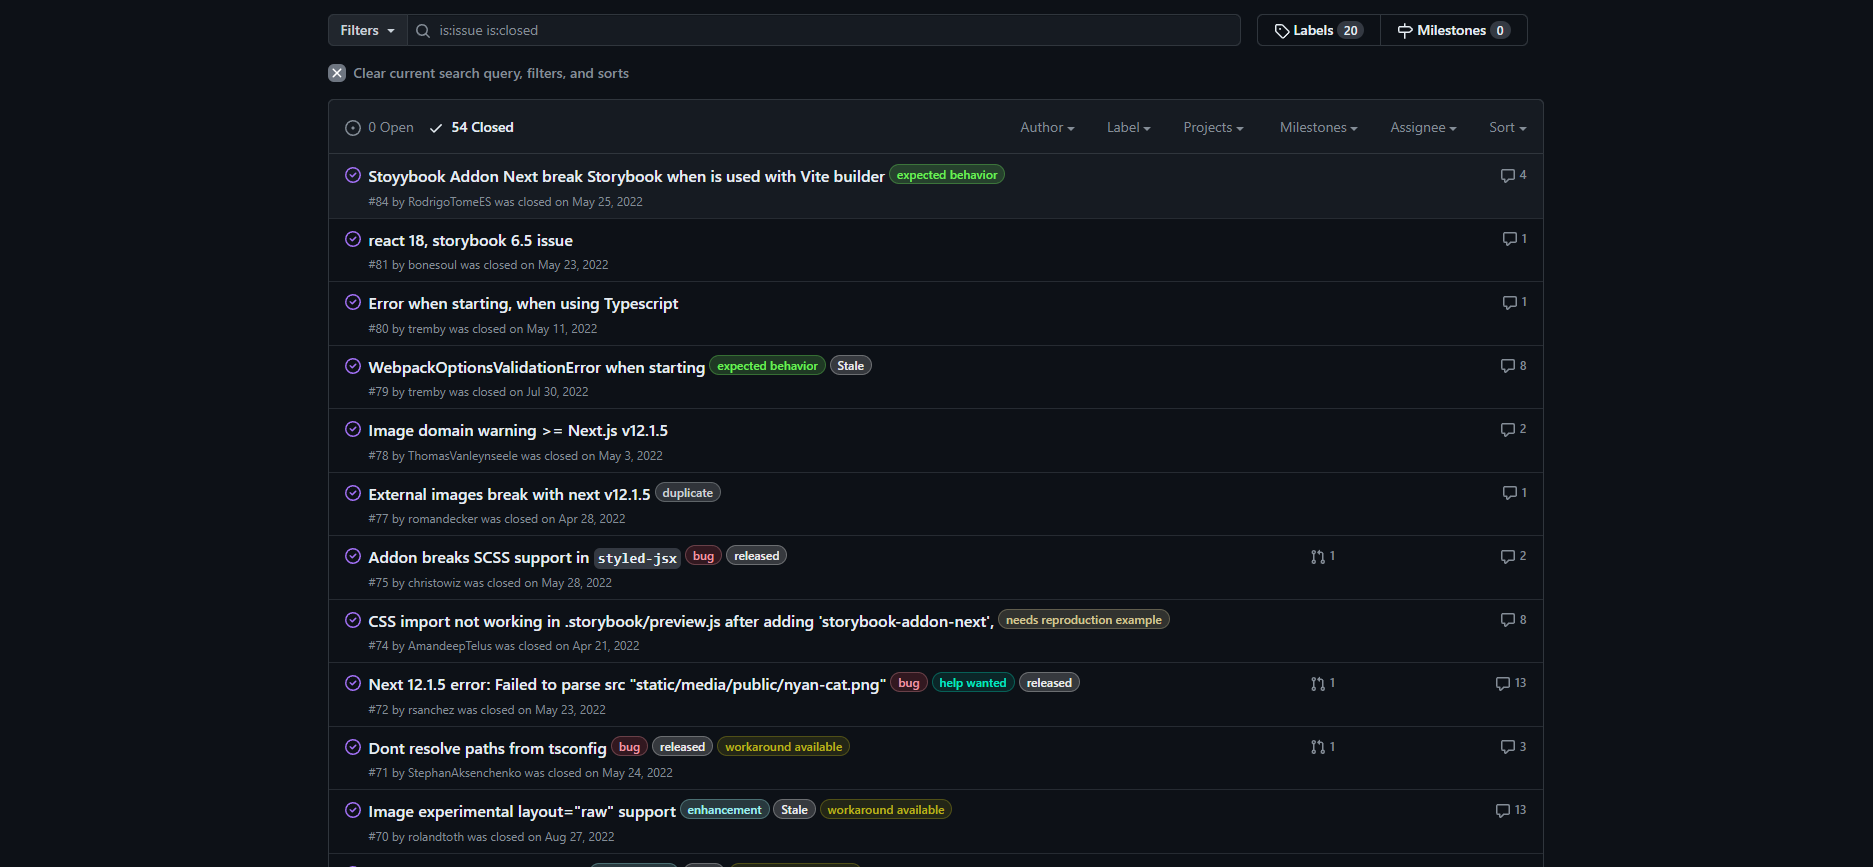 Filters
is:issue is:closed
Labels 20
Milestones 0
Clear current search query, filters, and sorts
0 Open
54 Closed
Author
Label
Projects
Milestones
Assignee
Sort
Stoyybook Addon Next break Storybook when is used with Vite builder expected behavior
4
#84 by RodrigoTomeES was closed on May 25, 2022
react 18, storybook 6.5 issue
1
#81 by bonesoul was closed on May 23, 2022
Error when starting, when using Typescript
1
#80 by tremby was closed on May 11, 2022
WebpackOptionsValidationError when starting expected behavior Stale
8
#79 by tremby was closed on Jul 30, 2022
Image domain warning >= Next.js v12.1.5
2
#78 by ThomasVanleynseele was closed on May 3, 2022
External images break with next v12.1.5 duplicate
1
#77 by romandecker was closed on Apr 28, 2022
Addon breaks SCSS support in styled-jsx bug released
1
2
#75 by christowiz was closed on May 28, 2022
CSS import not working in .storybook/preview.js after adding 'storybook-addon-next', needs reproduction example
8
#74 by AmandeepTelus was closed on Apr 21, 2022
Next 12.1.5 error: Failed to parse src "static/media/public/nyan-cat.png" bug help wanted released
1
13
#72 by rsanchez was closed on May 23, 2022
Dont resolve paths from tsconfig bug released workaround available
1
3
#71 by StephanAksenchenko was closed on May 24, 2022
Image experimental layout="raw" support enhancement Stale workaround available
13
#70 by rolandtoth was closed on Aug 27, 2022